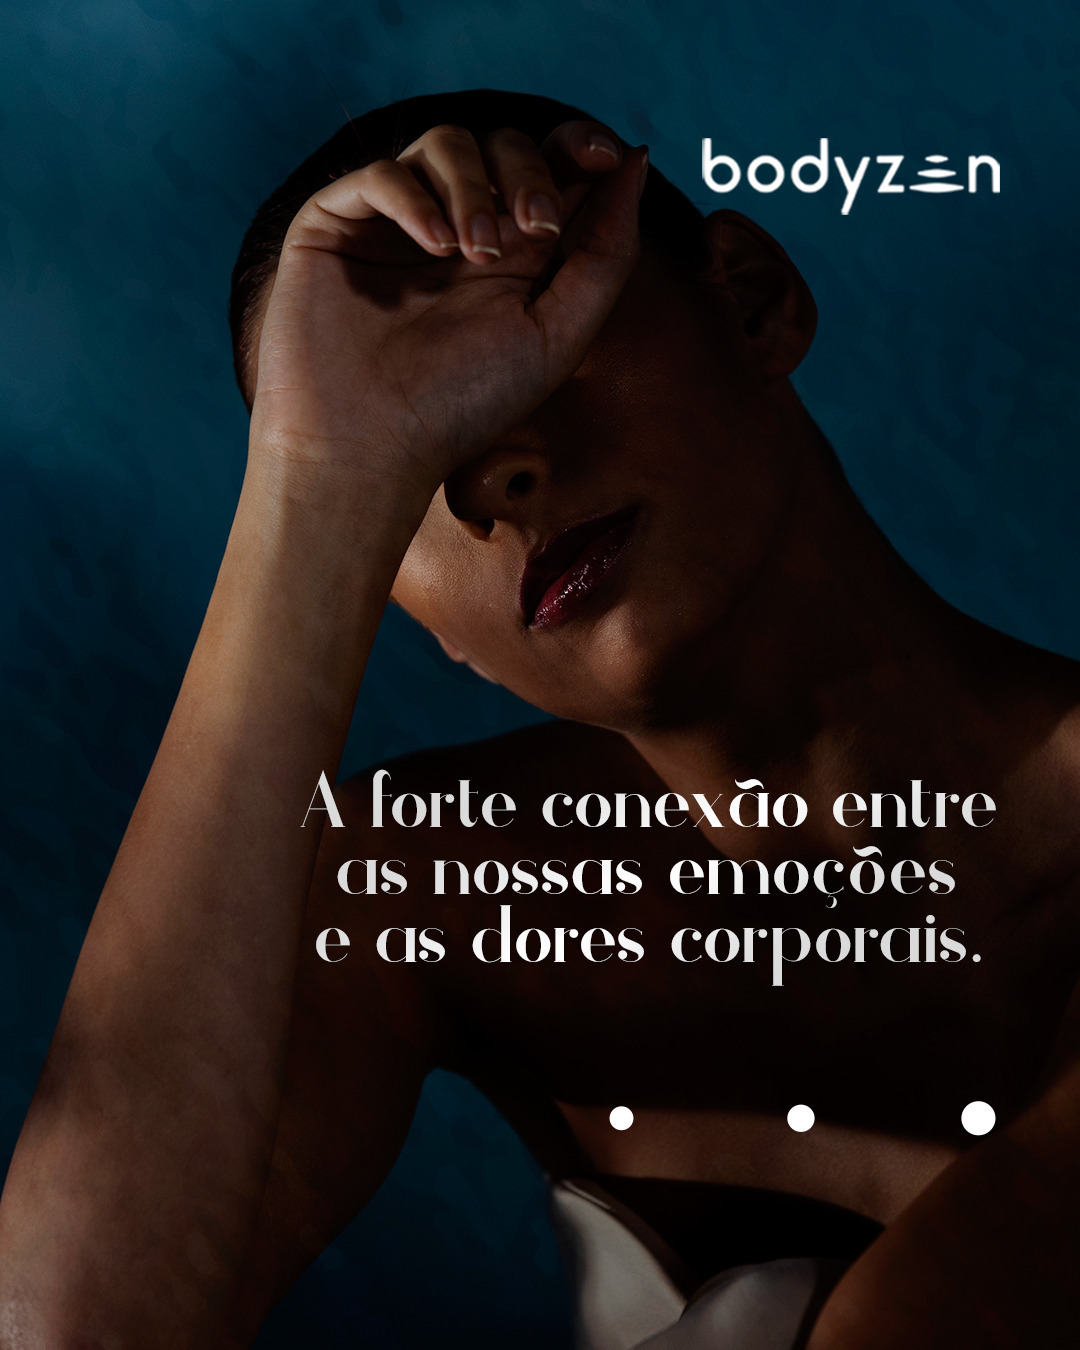 bodyzen
A forte conexão entre
as nossas emoções
e as dores corporais.